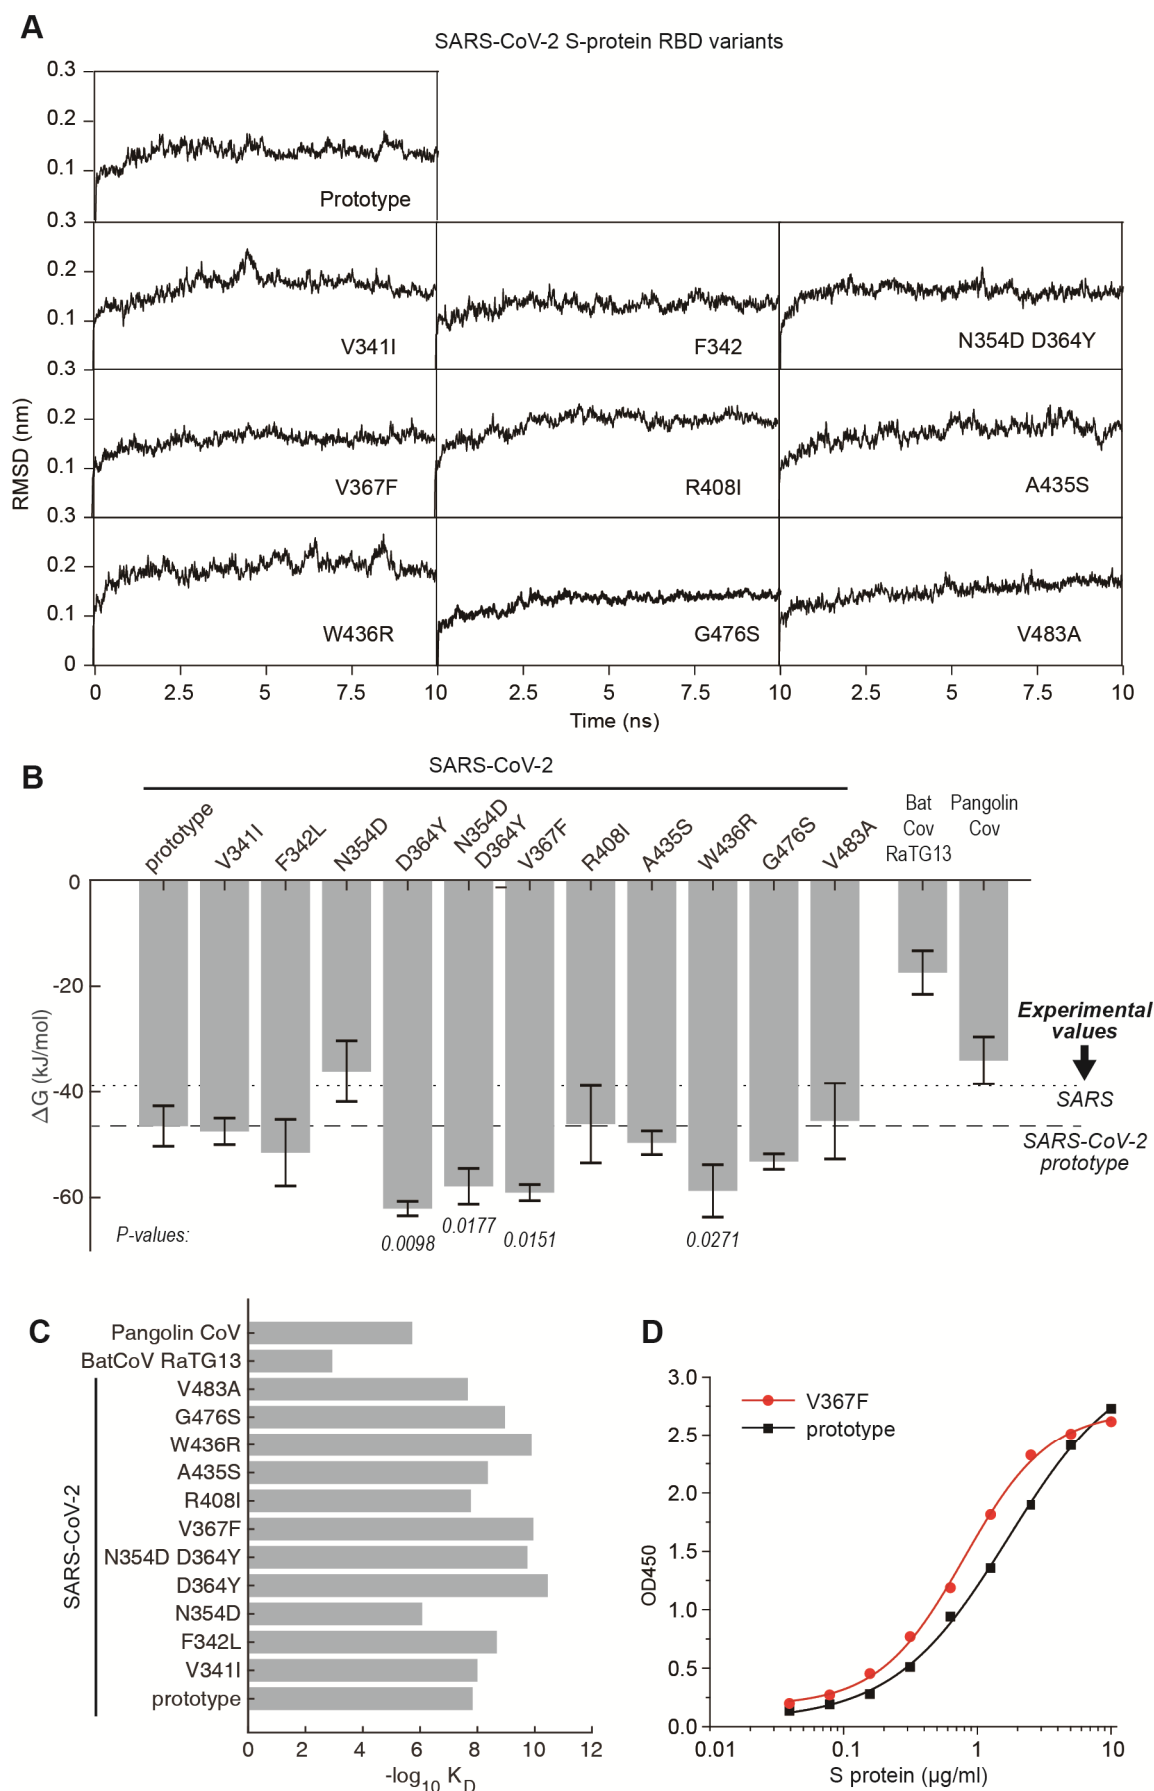 A
SARS-CoV-2 S-protein RBD variants
0.3
0.2
0.1
Prototype
0.3
0.2
0.1
V341I
F342
N354D D364Y
0.3
0.2
0.1
V367F
R408I
A435S
0.3
0.2
0.1
0
W436R
G476S
V483A
RMSD (nm)
0 2.5 5 7.5 10 2.5 5 7.5 10 2.5 5 7.5 10
Time (ns)
B
SARS-CoV-2
prototype
V341I
F342L
N354D
D364Y
N354D
D364Y
V367F
R408I
A435S
W436R
G476S
V483A
Bat
Cov
RaTG13
Pangolin
Cov
0
-20
-40
-60
ΔG (kJ/mol)
Experimental
values
SARS
SARS-CoV-2
prototype
P-values:
0.0098
0.0177
0.0151
0.0271
C
Pangolin CoV
BatCoV RaTG13
V483A
G476S
W436R
A435S
R408I
V367F
N354D D364Y
D364Y
N354D
F342L
V341I
prototype
SARS-CoV-2
0 2 4 6 8 10 12
-log10 KD
D
V367F
prototype
3.0
2.5
2.0
1.5
1.0
0.5
0.0
OD450
0.01 0.1 1 10
S protein (μg/ml)